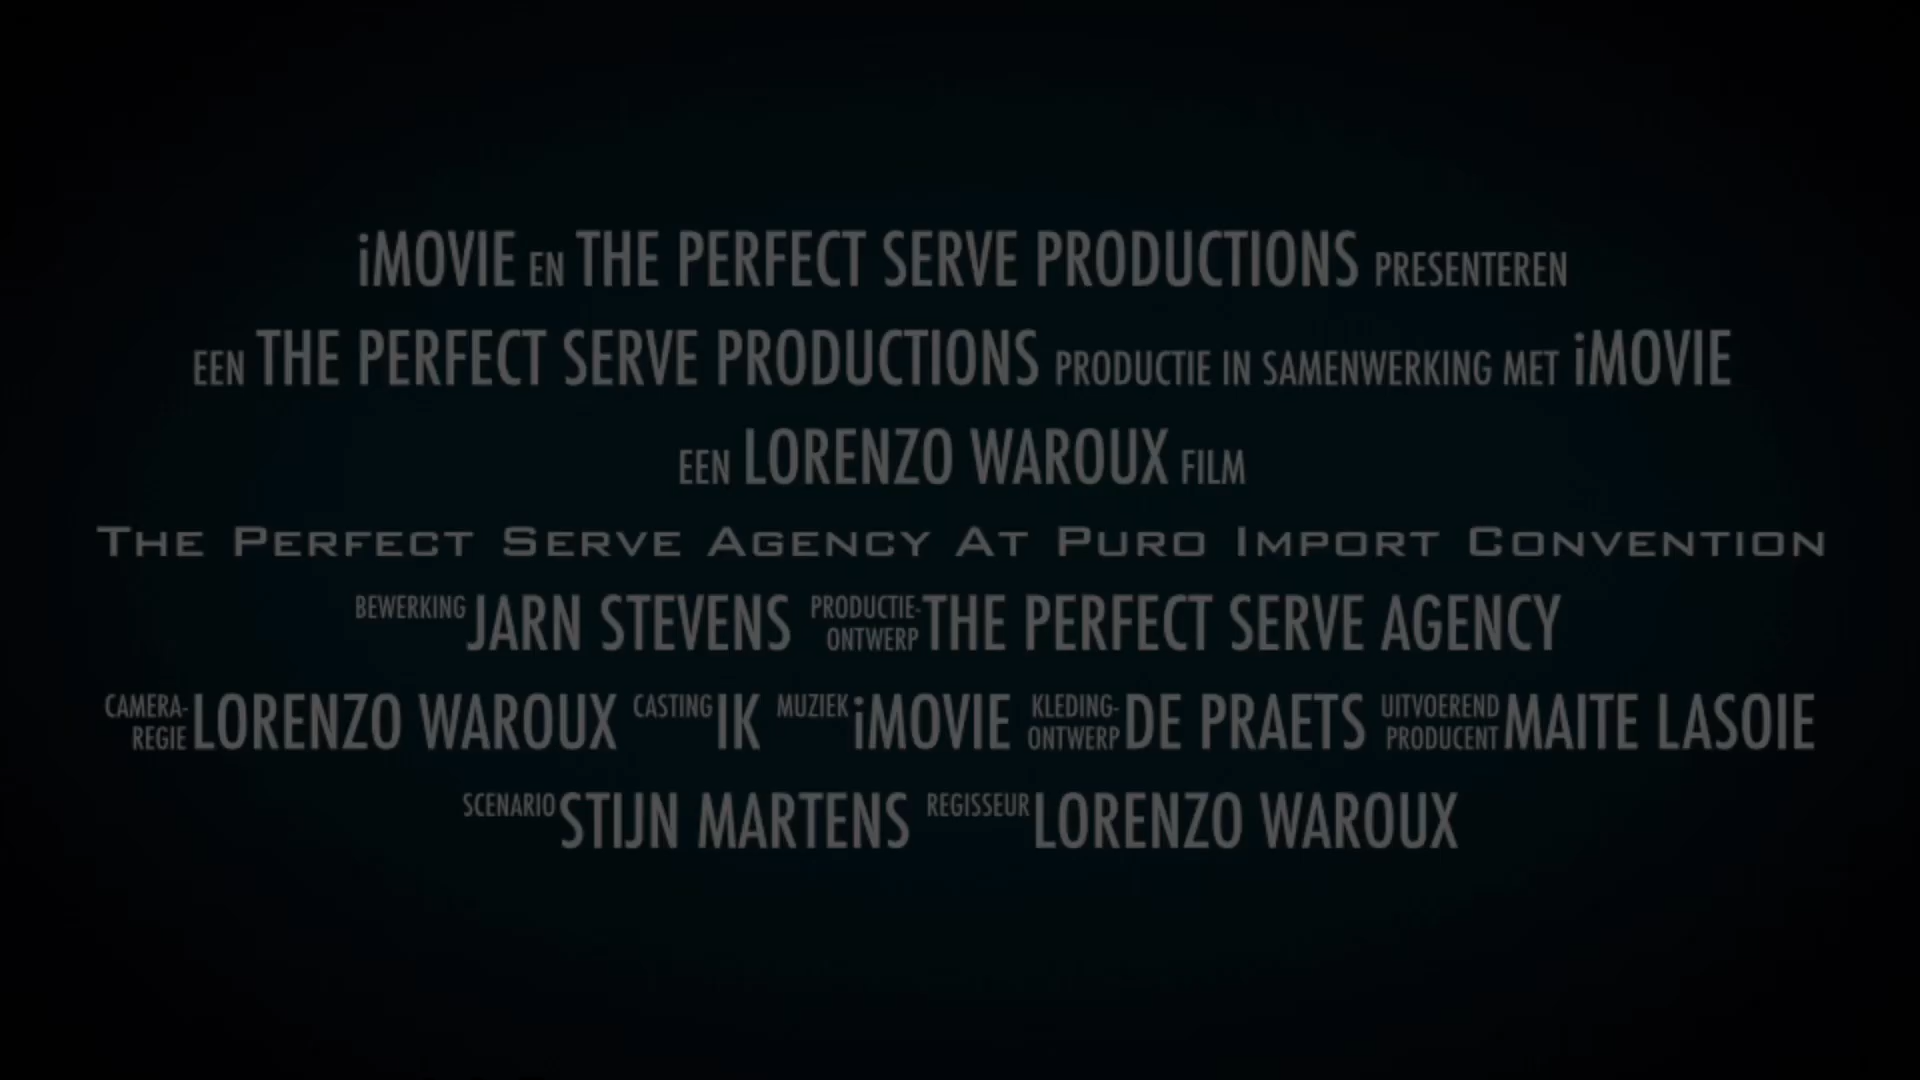 iMOVIE EN THE PERFECT SERVE PRODUCTIONS PRESENTEREN
EEN THE PERFECT SERVE PRODUCTIONS PRODUCTIE IN SAMENWERKING MET iMOVIE
EEN LORENZO WAROUX FILM
The Perfect Serve Agency At Puro Import Convention
BEWERKING JARN STEVENS PRODUCTIE-ONTWERP THE PERFECT SERVE AGENCY
CAMERA-REGIE LORENZO WAROUX CASTING IK MUZIEK iMOVIE KLEDING-ONTWERP DE PRAETS UITVOEREND PRODUCENT MAITE LASOIE
SCENARIO STIJN MARTENS REGISSEUR LORENZO WAROUX